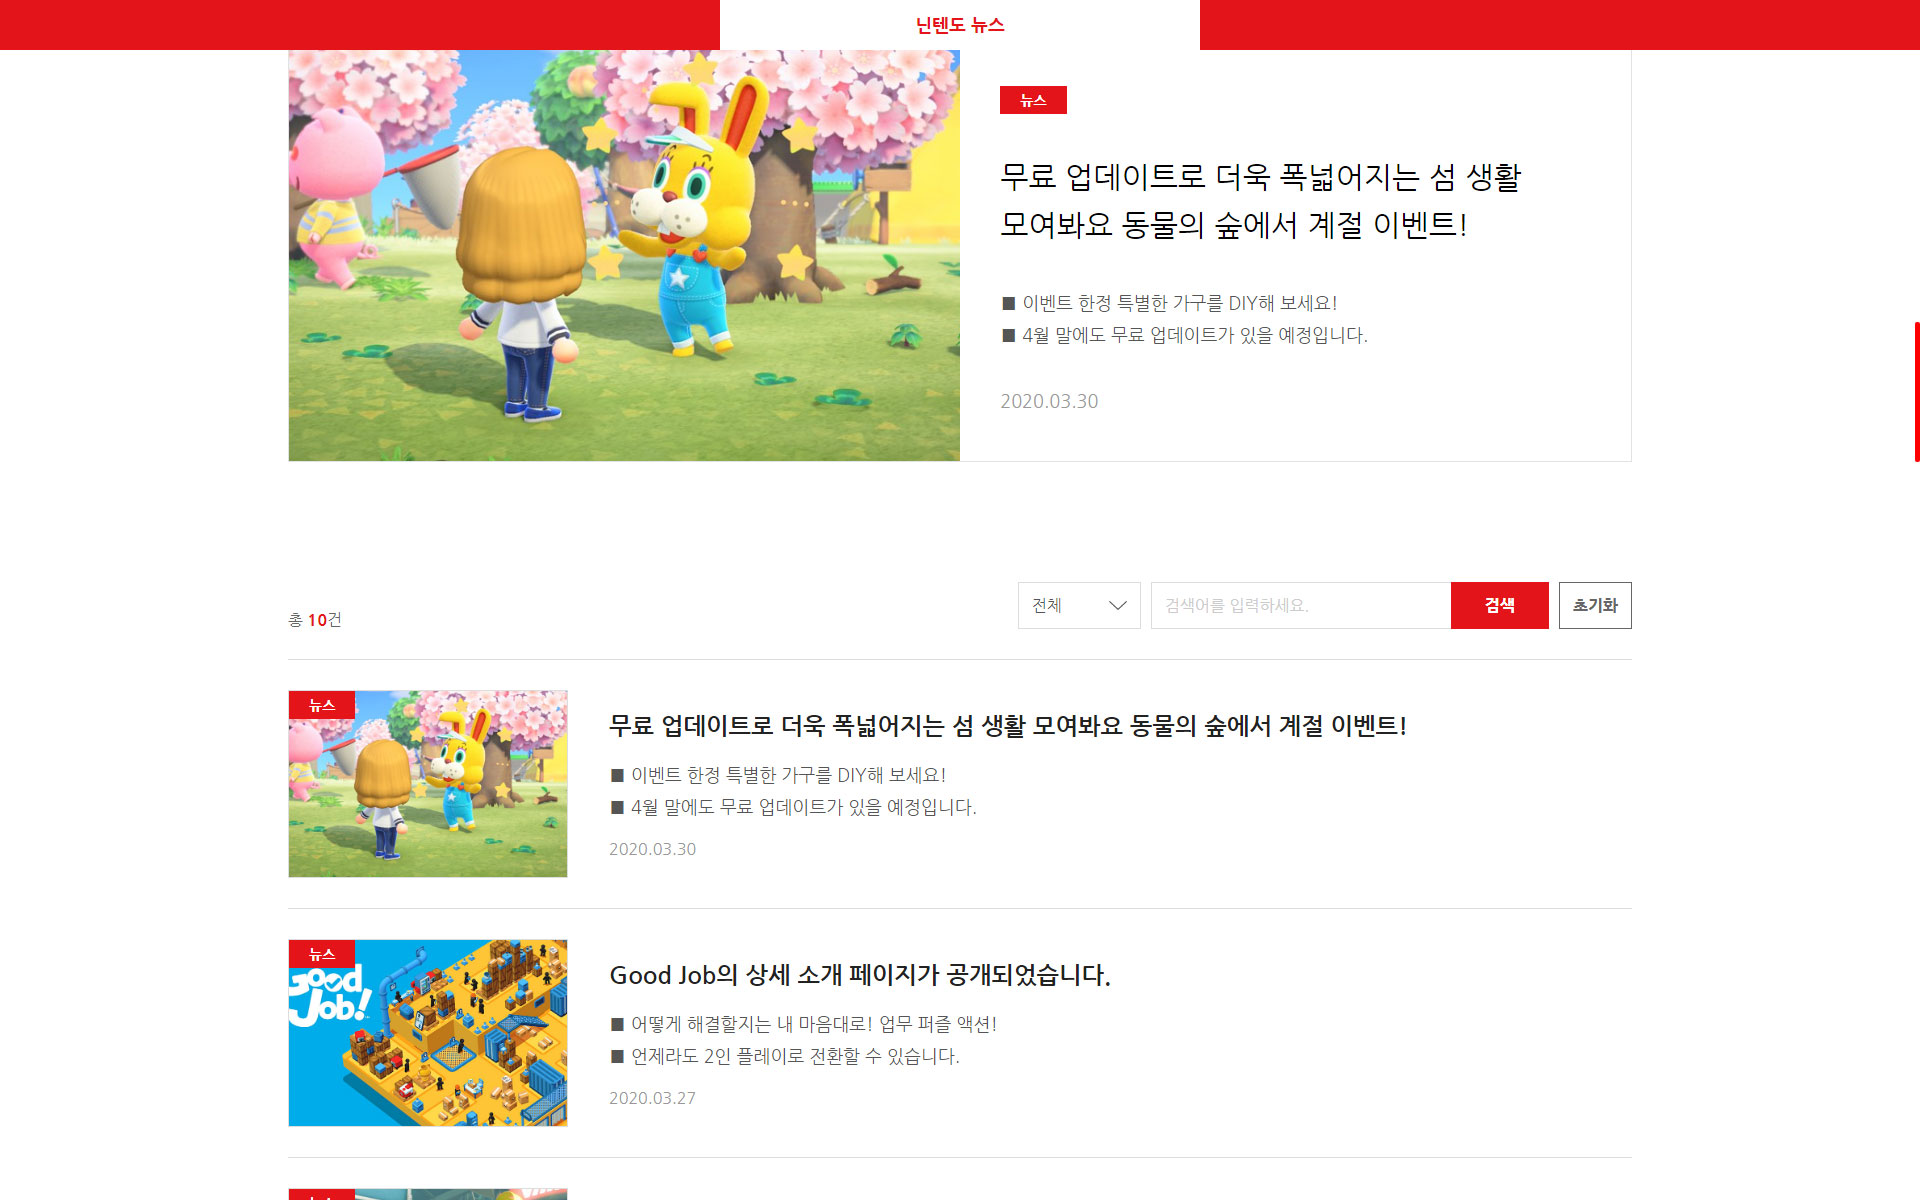 닌텐도 뉴스
뉴스
무료 업데이트로 더욱 폭넓어지는 섬 생활
모여봐요 동물의 숲에서 계절 이벤트!
■ 이벤트 한정 특별한 가구를 DIY해 보세요!
■ 4월 말에도 무료 업데이트가 있을 예정입니다.
2020.03.30
총 10건
전체
검색어를 입력하세요.
검색
초기화
뉴스
무료 업데이트로 더욱 폭넓어지는 섬 생활 모여봐요 동물의 숲에서 계절 이벤트!
■ 이벤트 한정 특별한 가구를 DIY해 보세요!
■ 4월 말에도 무료 업데이트가 있을 예정입니다.
2020.03.30
뉴스
Good
Job!
Good Job의 상세 소개 페이지가 공개되었습니다.
■ 어떻게 해결할지는 내 마음대로! 업무 퍼즐 액션!
■ 언제라도 2인 플레이로 전환할 수 있습니다.
2020.03.27